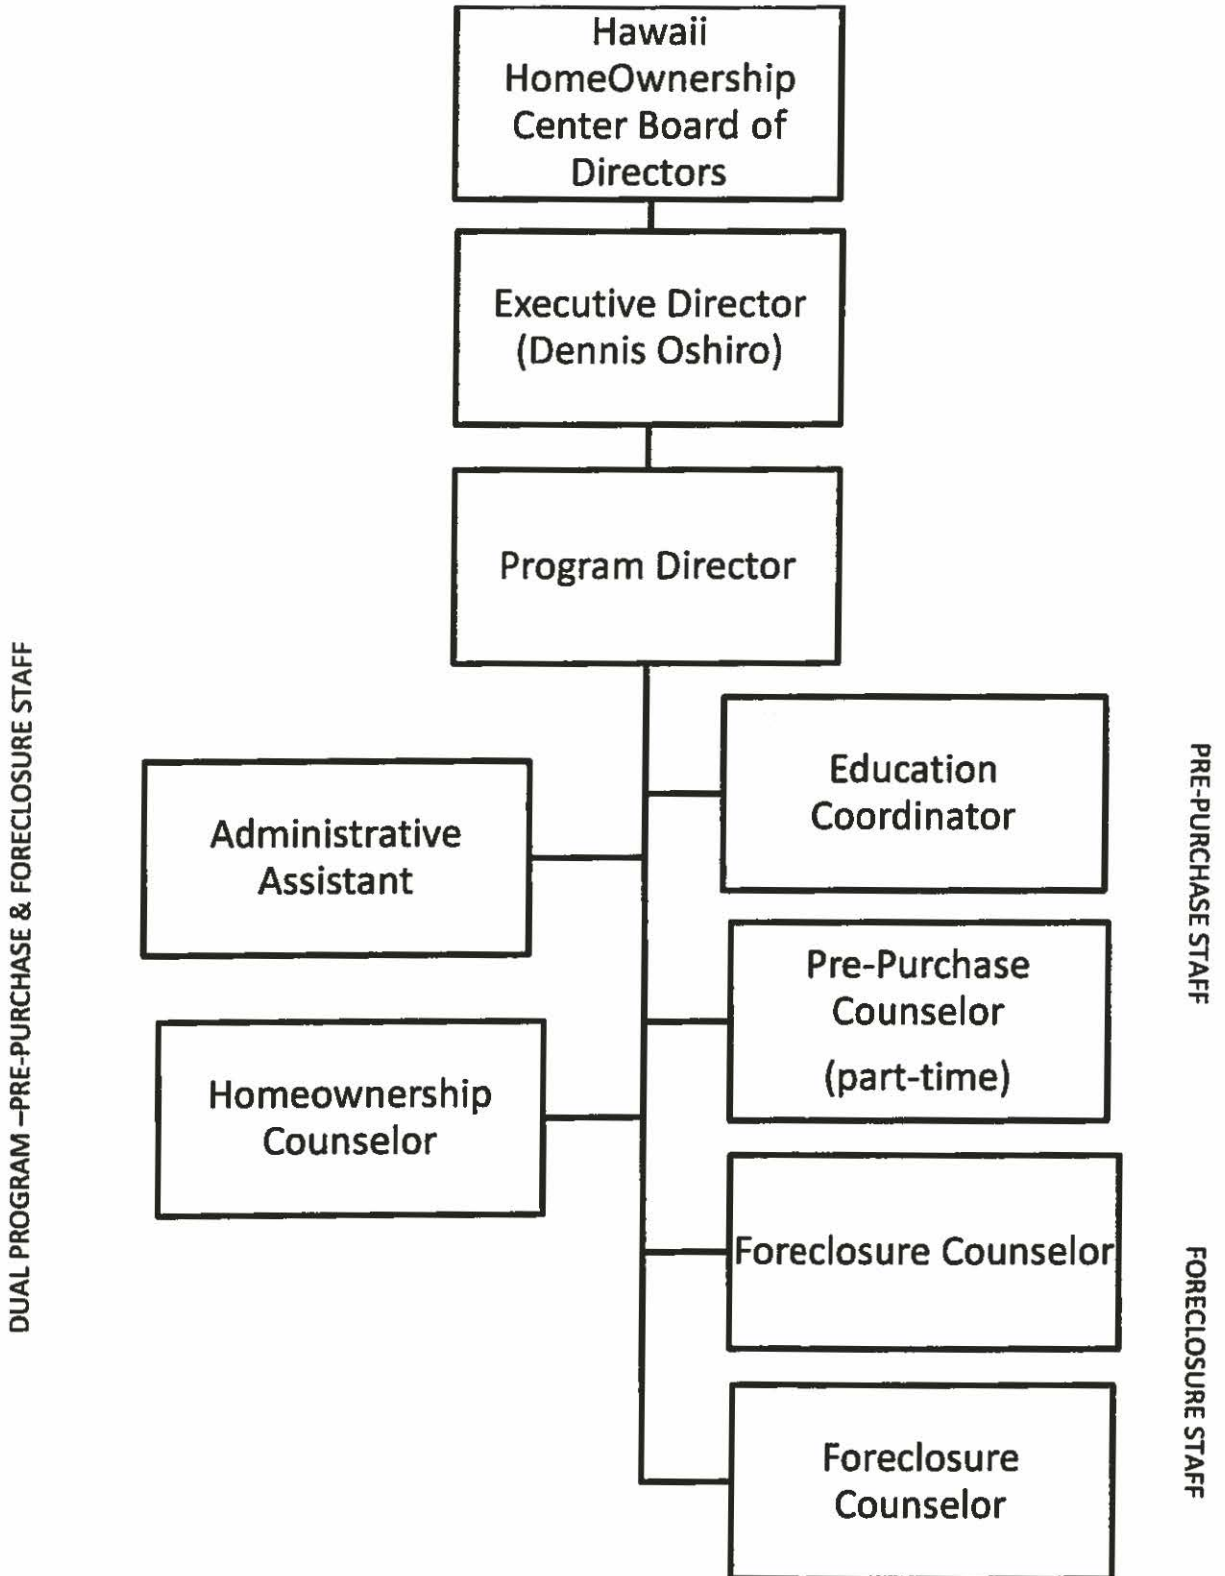 Hawaii
HomeOwnership
Center Board of
Directors
Executive Director
(Dennis Oshiro)
Program Director
DUAL PROGRAM –PRE-PURCHASE & FORECLOSURE STAFF
Administrative
Assistant
Homeownership
Counselor
Education
Coordinator
Pre-Purchase
Counselor
(part-time)
PRE-PURCHASE STAFF
Foreclosure Counselor
Foreclosure
Counselor
FORECLOSURE STAFF